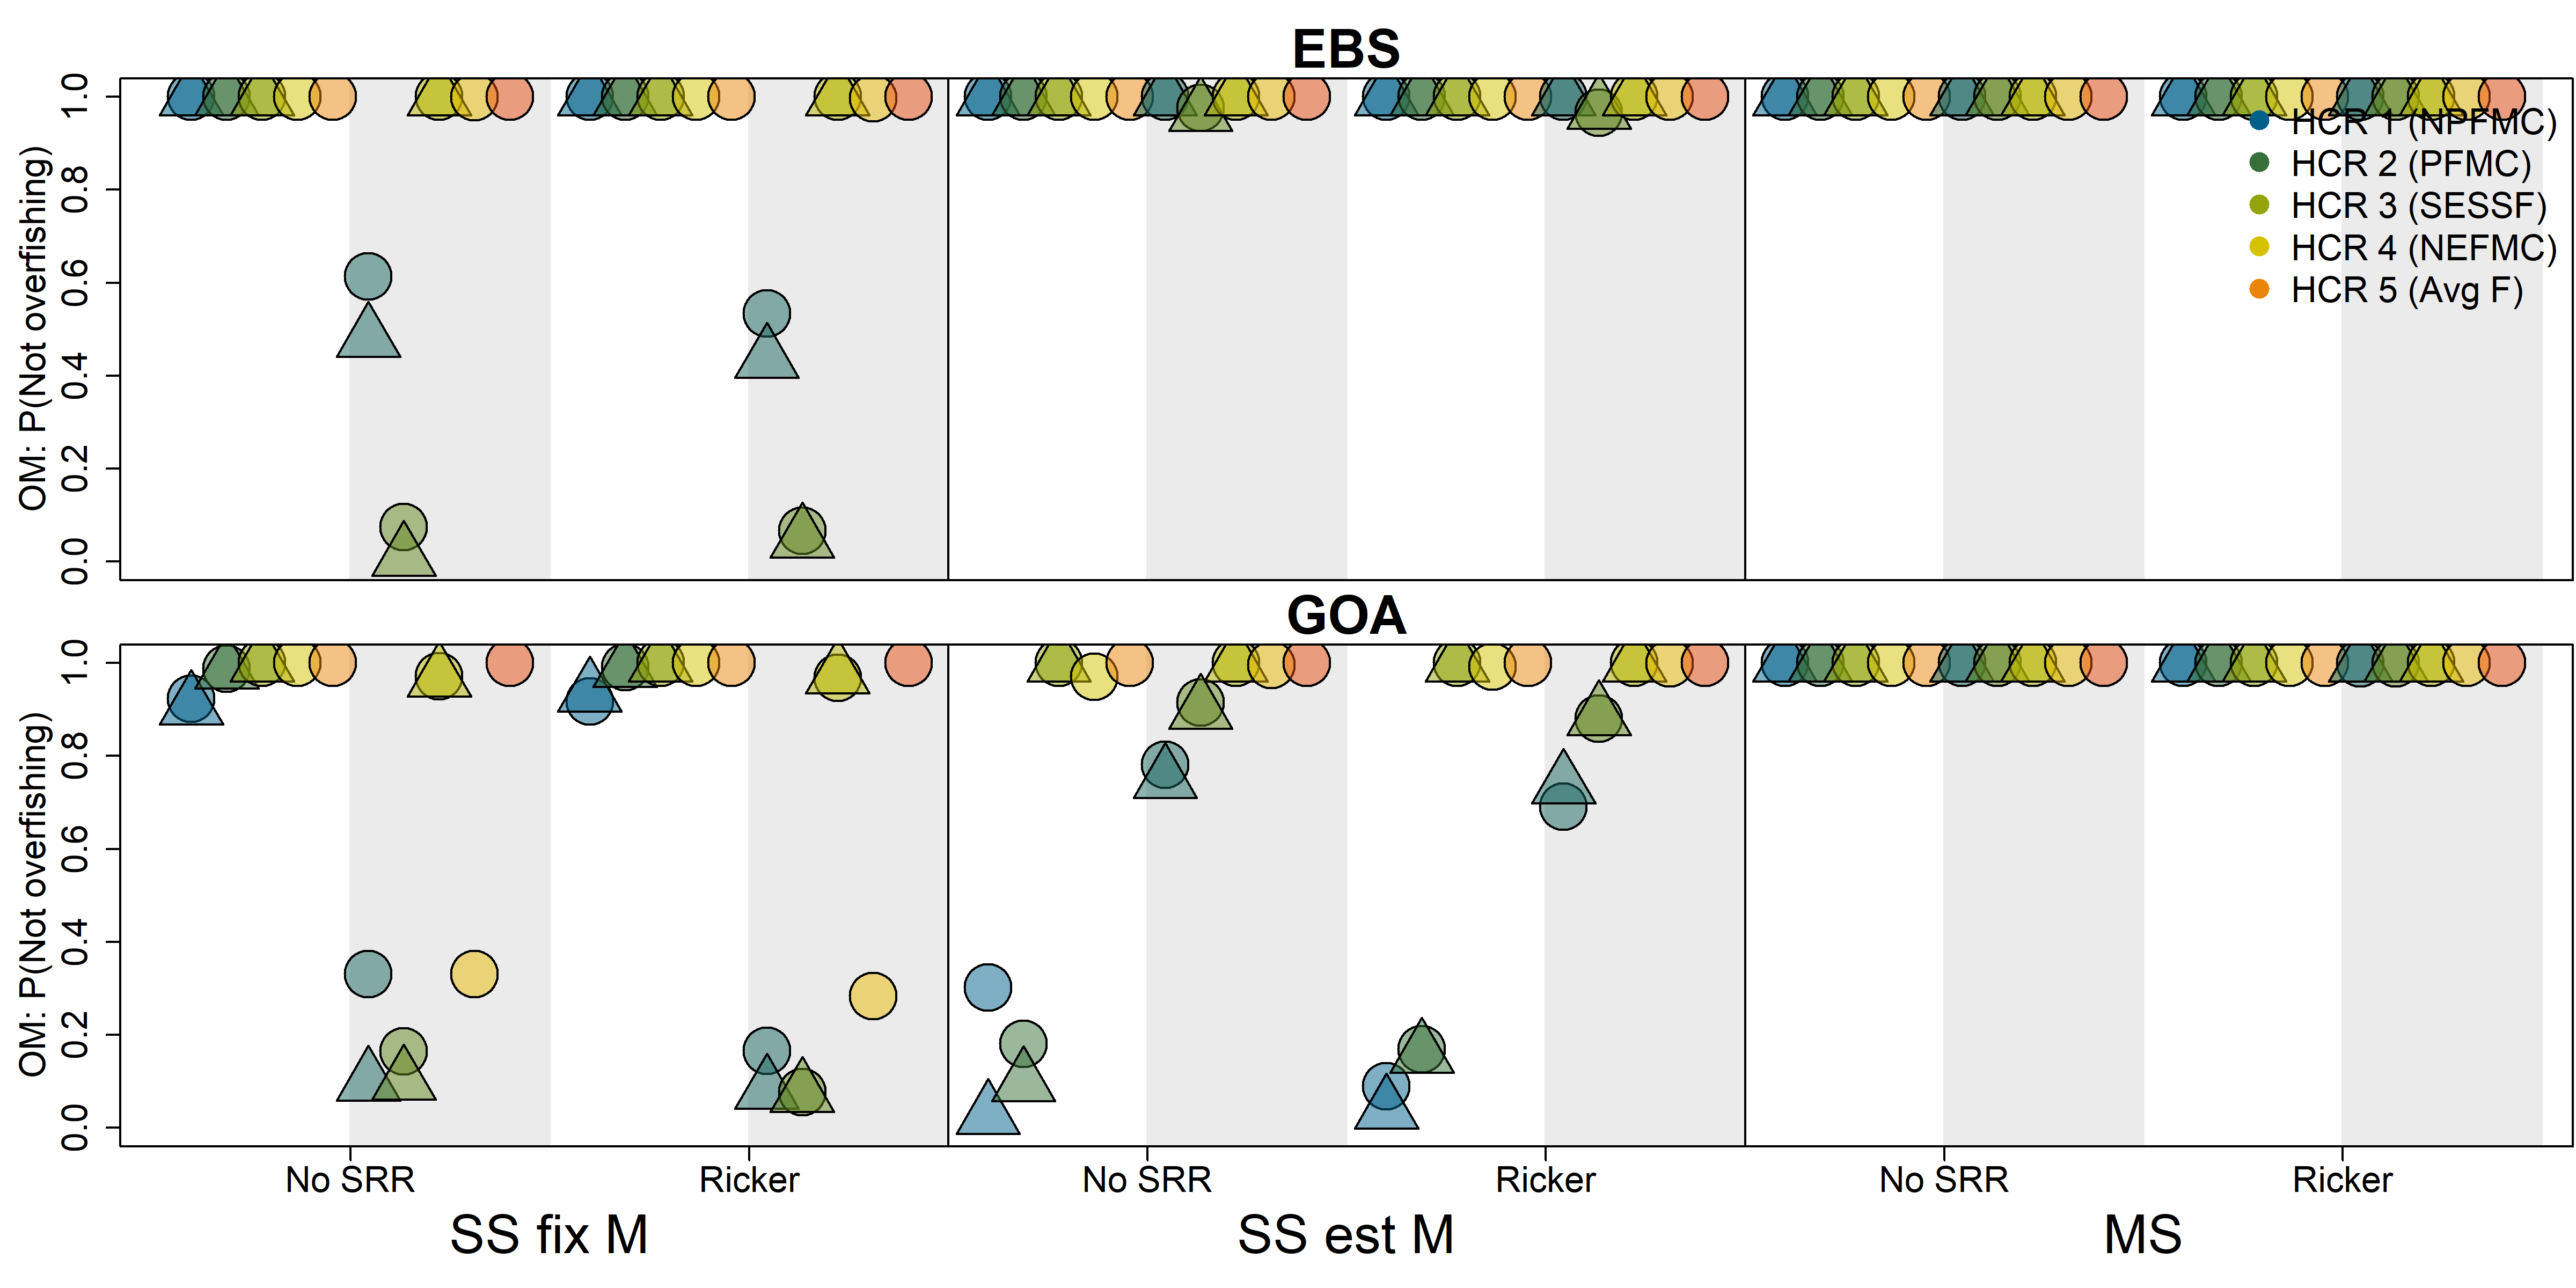 EBS
OM: P(Not overfishing)
1.0
0.8
0.6
0.4
0.2
0.0
HCR 1 (NPFMC)
HCR 2 (PFMC)
HCR 3 (SESSF)
HCR 4 (NEFMC)
HCR 5 (Avg F)
GOA
OM: P(Not overfishing)
1.0
0.8
0.6
0.4
0.2
0.0
No SRR Ricker No SRR Ricker No SRR Ricker
SS fix M SS est M MS